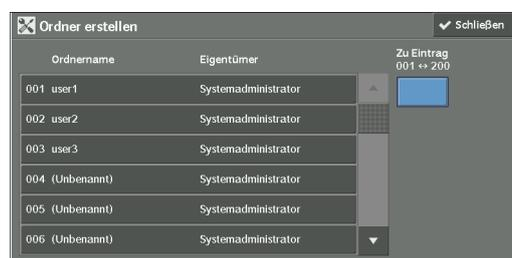 Ordner erstellen
Schließen
Ordnername Eigentümer
Zu Eintrag
001 ↔ 200
001 user1 Systemadministrator
002 user2 Systemadministrator
003 user3 Systemadministrator
004 (Unbenannt) Systemadministrator
005 (Unbenannt) Systemadministrator
006 (Unbenannt) Systemadministrator